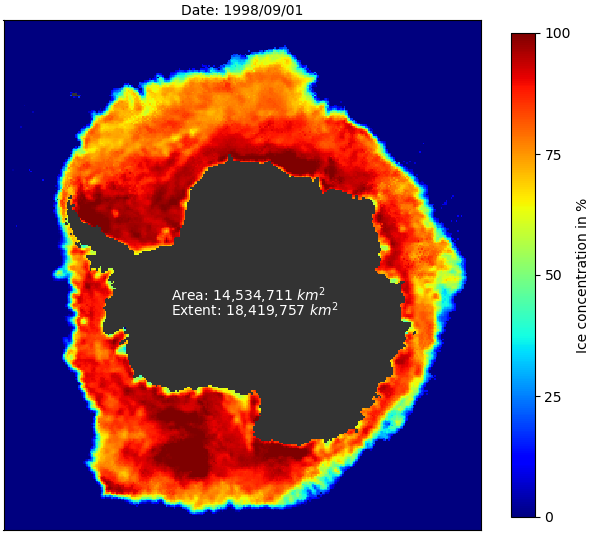 Date: 1998/09/01
100
75
50
25
0
Ice concentration in %
Area: 14,534,711 km²
Extent: 18,419,757 km²